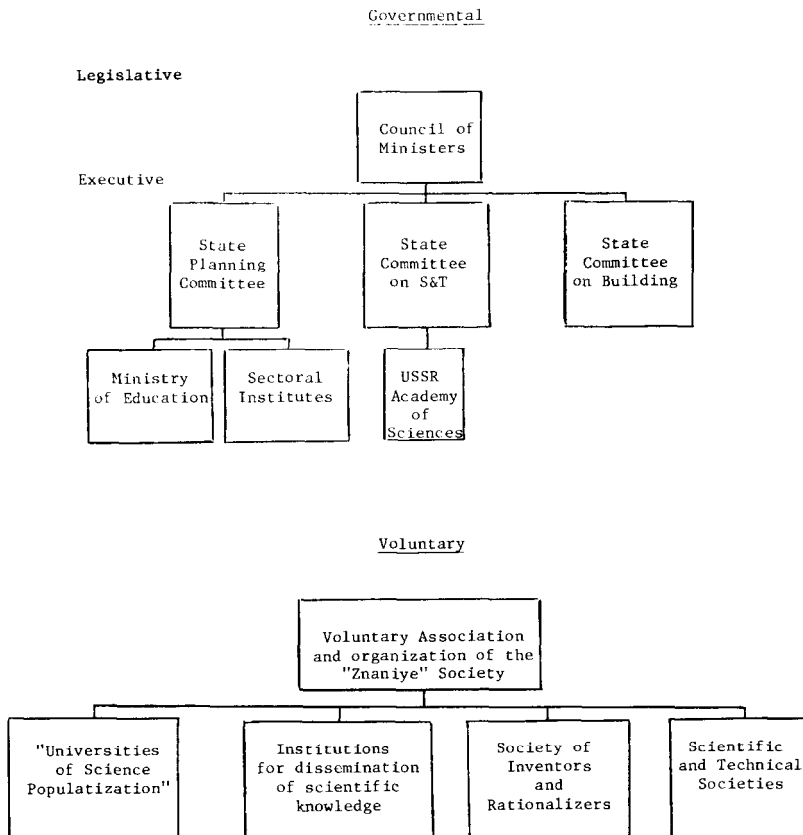 Governmental
Legislative
Council of
Ministers
Executive
State
Planning
Committee
State
Committee
on S&T
State
Committee
on Building
Ministry
of Education
Sectoral
Institutes
USSR
Academy
of
Sciences
Voluntary
Voluntary Association
and organization of the
"Znaniye" Society
"Universities
of Science
Populatization"
Institutions
for dissemination
of scientific
knowledge
Society of
Inventors
and
Rationalizers
Scientific
and Technical
Societies